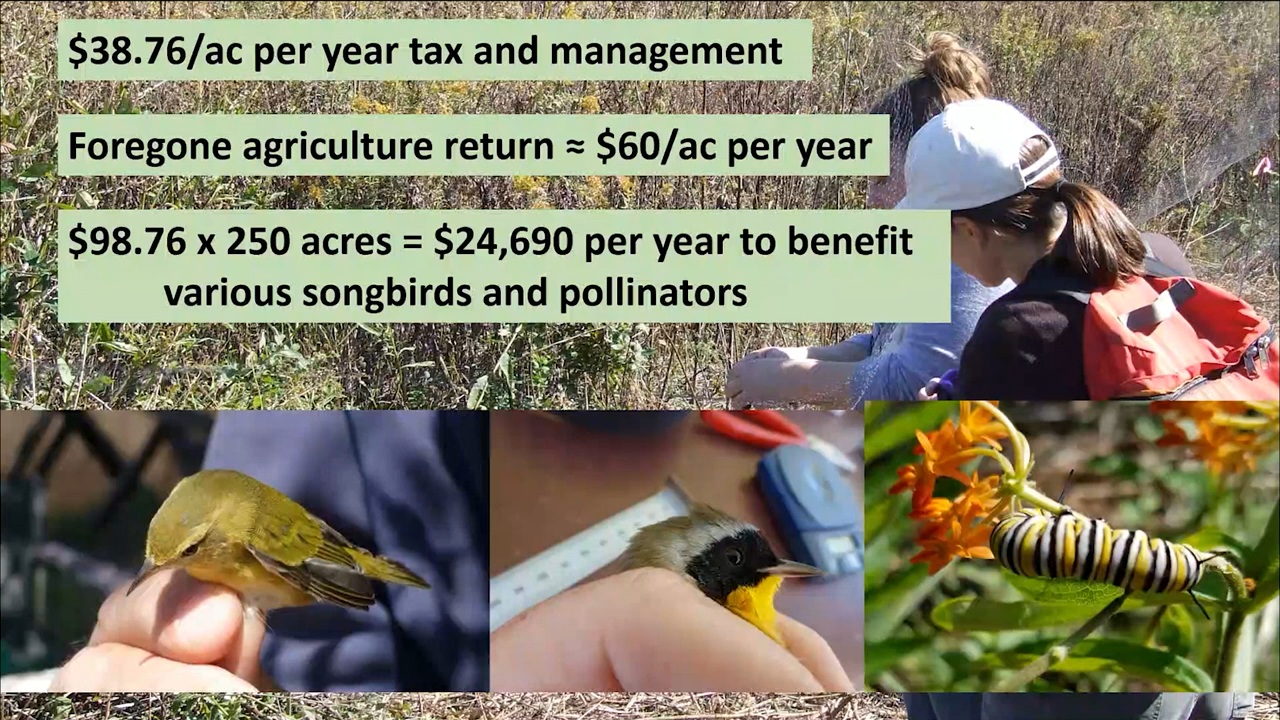 $38.76/ac per year tax and management
Foregone agriculture return ≈ $60/ac per year
$98.76 x 250 acres = $24,690 per year to benefit
various songbirds and pollinators